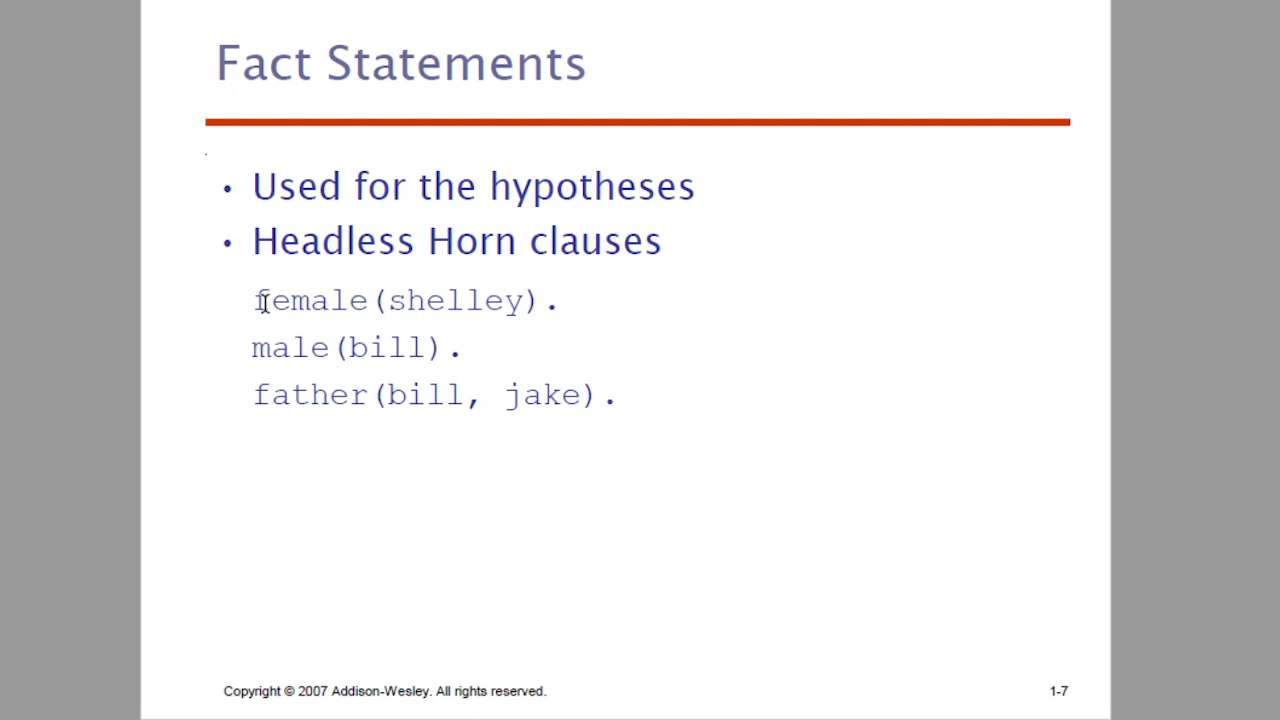 Fact Statements
• Used for the hypotheses
• Headless Horn clauses
female(shelley).
male(bill).
father(bill, jake).
Copyright © 2007 Addison-Wesley. All rights reserved.
1-7